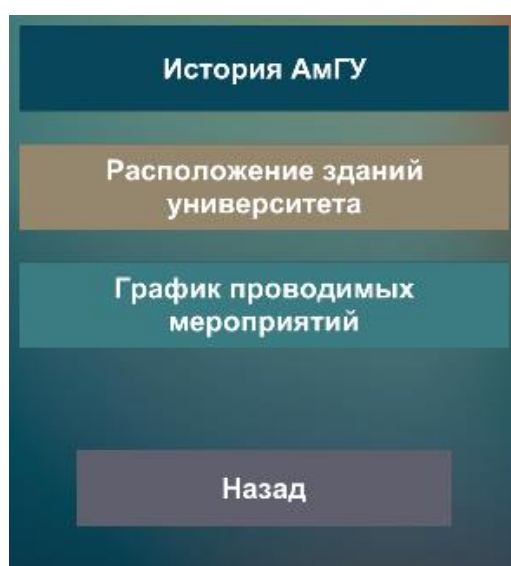 История АмГУ
Расположение зданий
университета
График проводимых
мероприятий
Назад